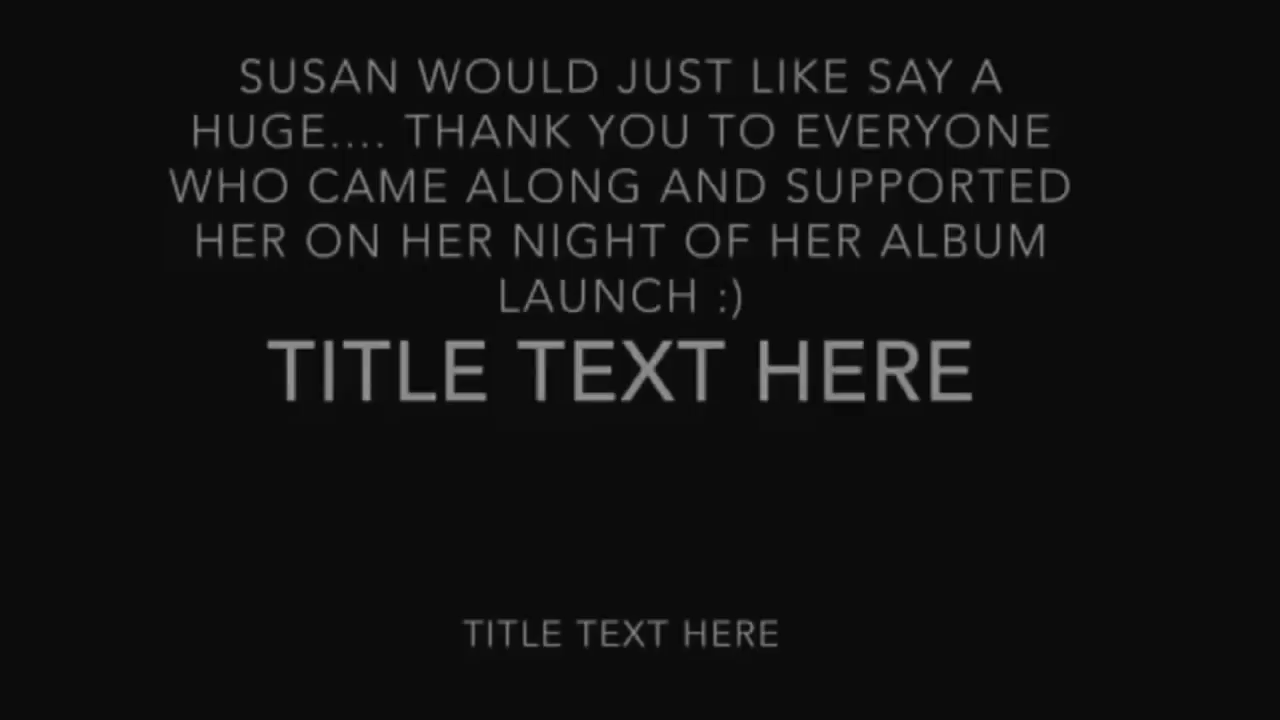 SUSAN WOULD JUST LIKE SAY A
HUGE.... THANK YOU TO EVERYONE
WHO CAME ALONG AND SUPPORTED
HER ON HER NIGHT OF HER ALBUM
LAUNCH :)
TITLE TEXT HERE
TITLE TEXT HERE